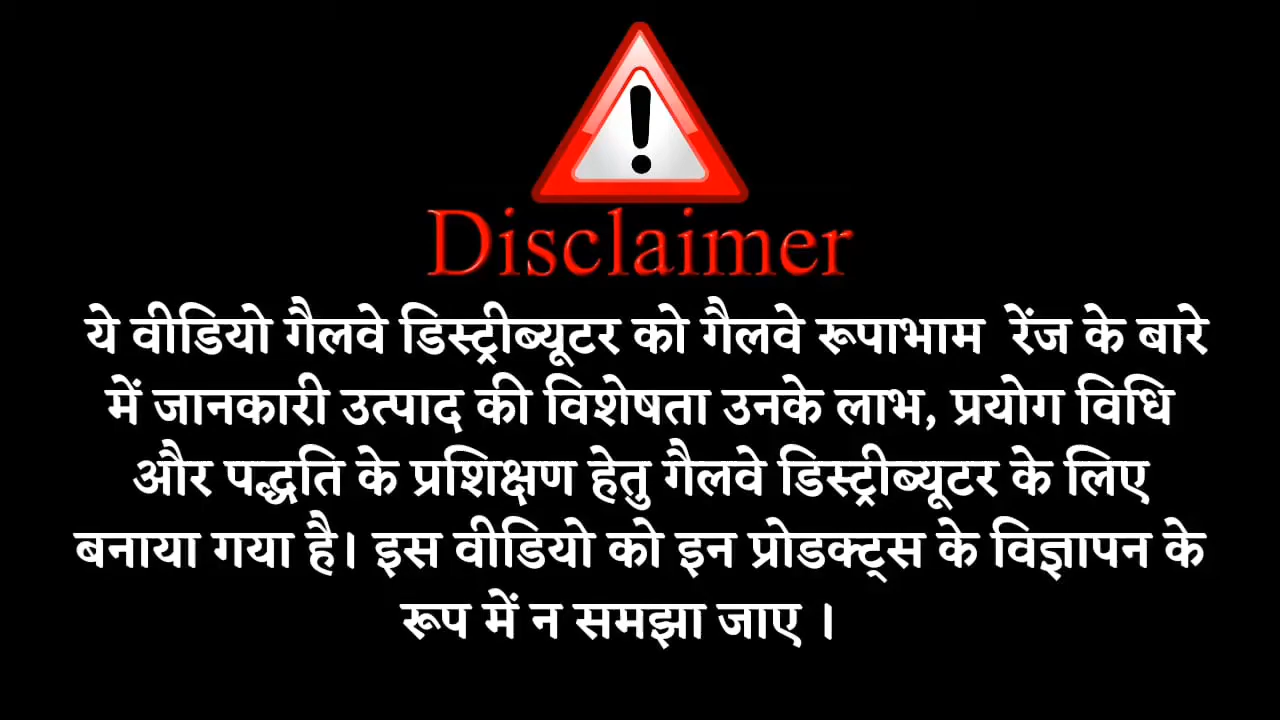 Disclaimer
ये वीडियो गैलवे डिस्ट्रीब्यूटर को गैलवे रूपाभाम रेंज के बारे
में जानकारी उत्पाद की विशेषता उनके लाभ, प्रयोग विधि
और पद्धति के प्रशिक्षण हेतु गैलवे डिस्ट्रीब्यूटर के लिए
बनाया गया है। इस वीडियो को इन प्रोडक्ट्स के विज्ञापन के
रूप में न समझा जाए ।